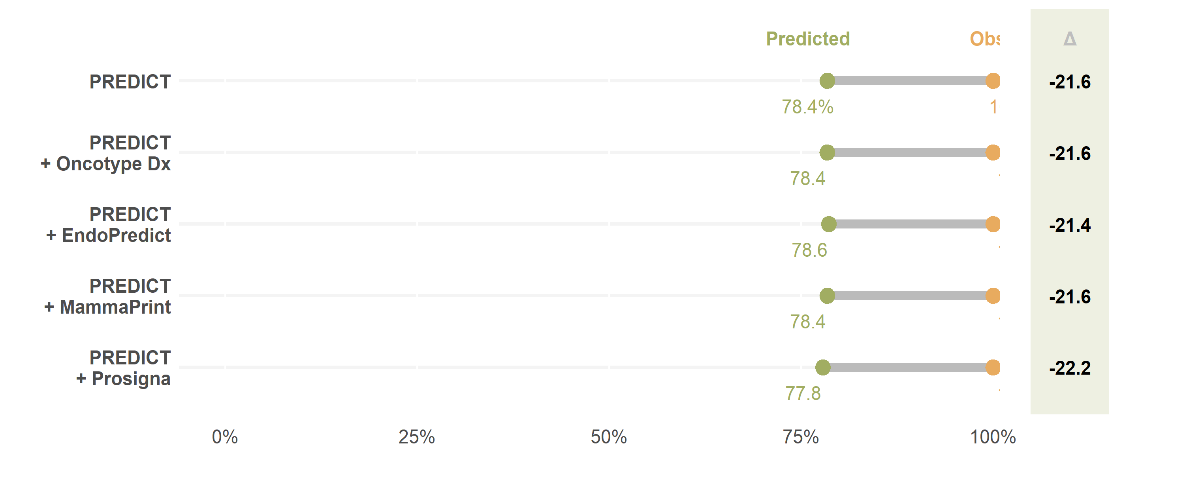 Predicted Obs Δ
PREDICT -21.6
78.4% 1
PREDICT
+ Oncotype Dx -21.6
78.4
PREDICT
+ EndoPredict -21.4
78.6
PREDICT
+ MammaPrint -21.6
78.4
PREDICT
+ Prosigna -22.2
77.8
0% 25% 50% 75% 100%